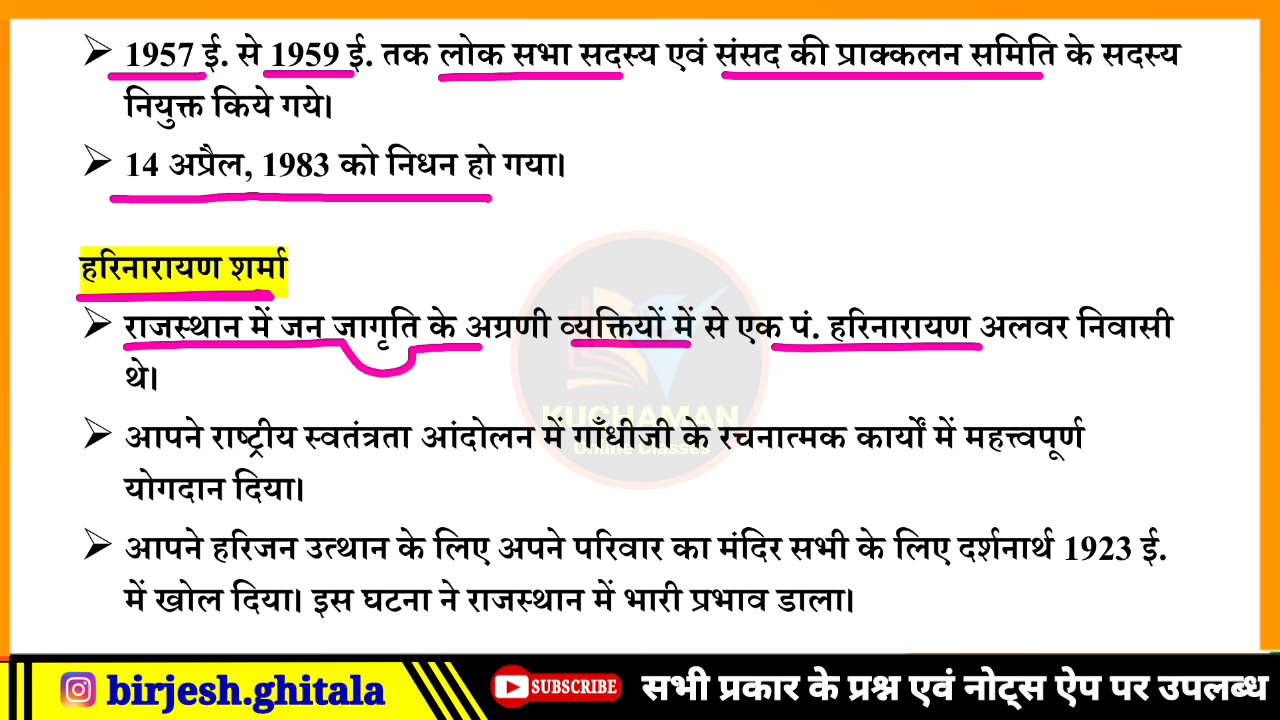 ➢ 1957 ई. से 1959 ई. तक लोक सभा सदस्य एवं संसद की प्राक्कलन समिति के सदस्य
नियुक्त किये गये।
➢ 14 अप्रैल, 1983 को निधन हो गया।
हरिनारायण शर्मा
➢ राजस्थान में जन जागृति के अग्रणी व्यक्तियों में से एक पं. हरिनारायण अलवर निवासी
थे।
➢ आपने राष्ट्रीय स्वतंत्रता आंदोलन में गाँधीजी के रचनात्मक कार्यों में महत्त्वपूर्ण
योगदान दिया।
➢ आपने हरिजन उत्थान के लिए अपने परिवार का मंदिर सभी के लिए दर्शनार्थ 1923 ई.
में खोल दिया। इस घटना ने राजस्थान में भारी प्रभाव डाला।
KUCHAMAN
Online Classes
birjesh.ghitala SUBSCRIBE सभी प्रकार के प्रश्न एवं नोट्स ऐप पर उपलब्ध